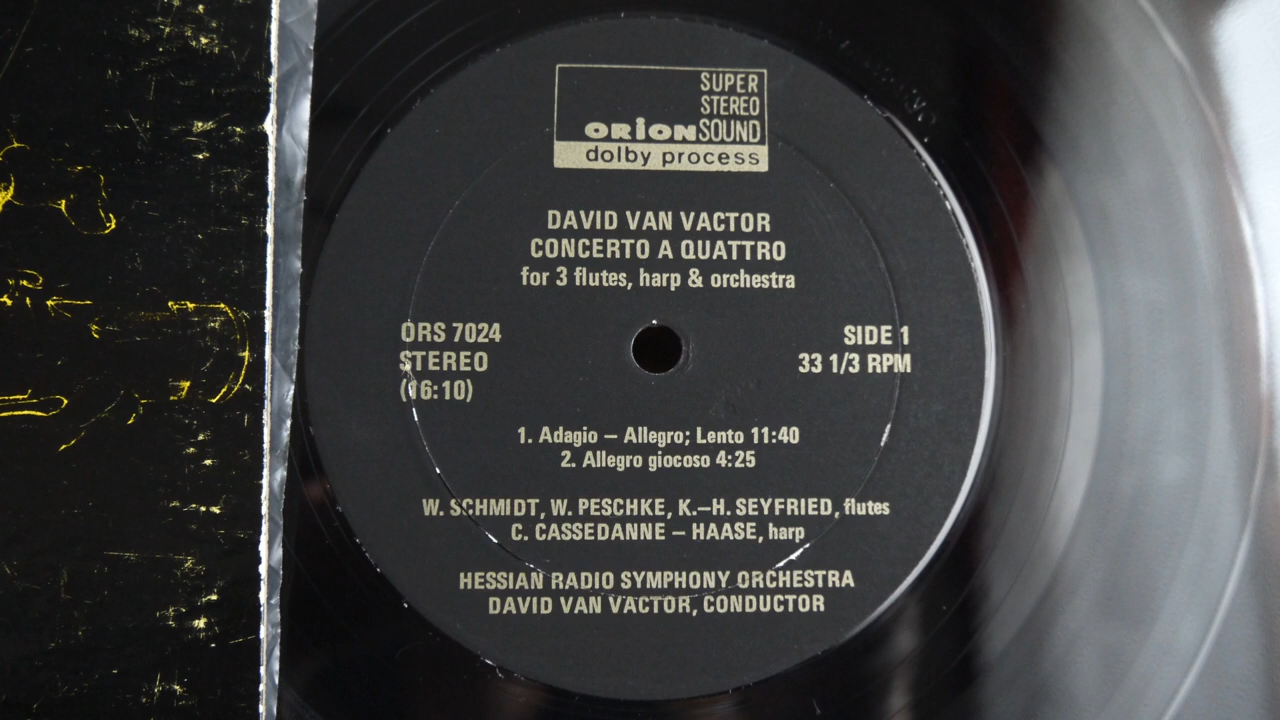 SUPER
STEREO
ORION SOUND
dolby process
DAVID VAN VACTOR
CONCERTO A QUATTRO
for 3 flutes, harp & orchestra
ORS 7024
STEREO
(16:10)
SIDE 1
33 1/3 RPM
1. Adagio – Allegro; Lento 11:40
2. Allegro giocoso 4:25
W. SCHMIDT, W. PESCHKE, K.–H. SEYFRIED, flutes
C. CASSEDANNE – HAASE, harp
HESSIAN RADIO SYMPHONY ORCHESTRA
DAVID VAN VACTOR, CONDUCTOR